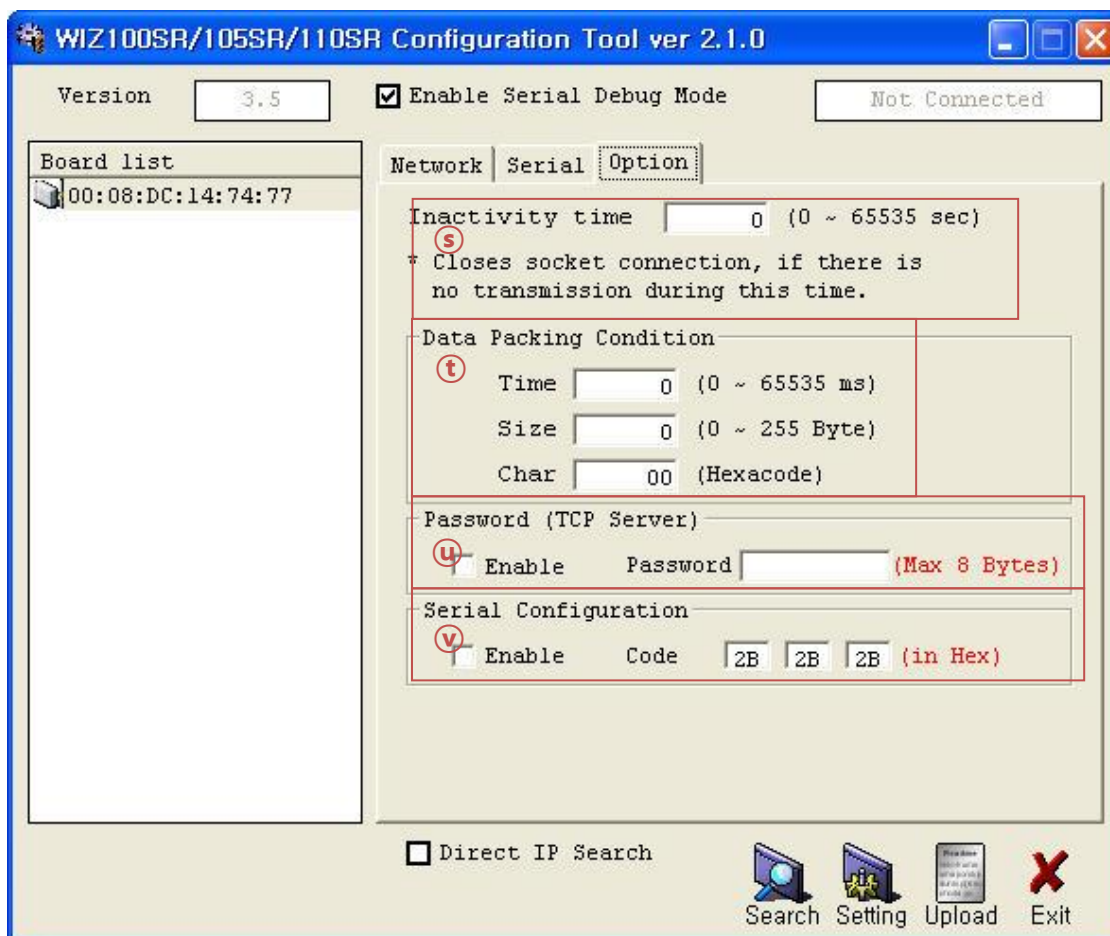 WIZ100SR/105SR/110SR Configuration Tool ver 2.1.0
Version 3.5 Enable Serial Debug Mode Not Connected
Board list
00:08:DC:14:74:77
Network Serial Option
Inactivity time 0 (0 ~ 65535 sec)
ⓢ
* Closes socket connection, if there is
no transmission during this time.
Data Packing Condition
ⓣ
Time 0 (0 ~ 65535 ms)
Size 0 (0 ~ 255 Byte)
Char 00 (Hexacode)
Password (TCP Server)
ⓤ
Enable Password (Max 8 Bytes)
Serial Configuration
ⓥ
Enable Code 2B 2B 2B (in Hex)
Direct IP Search
Search Setting Upload Exit